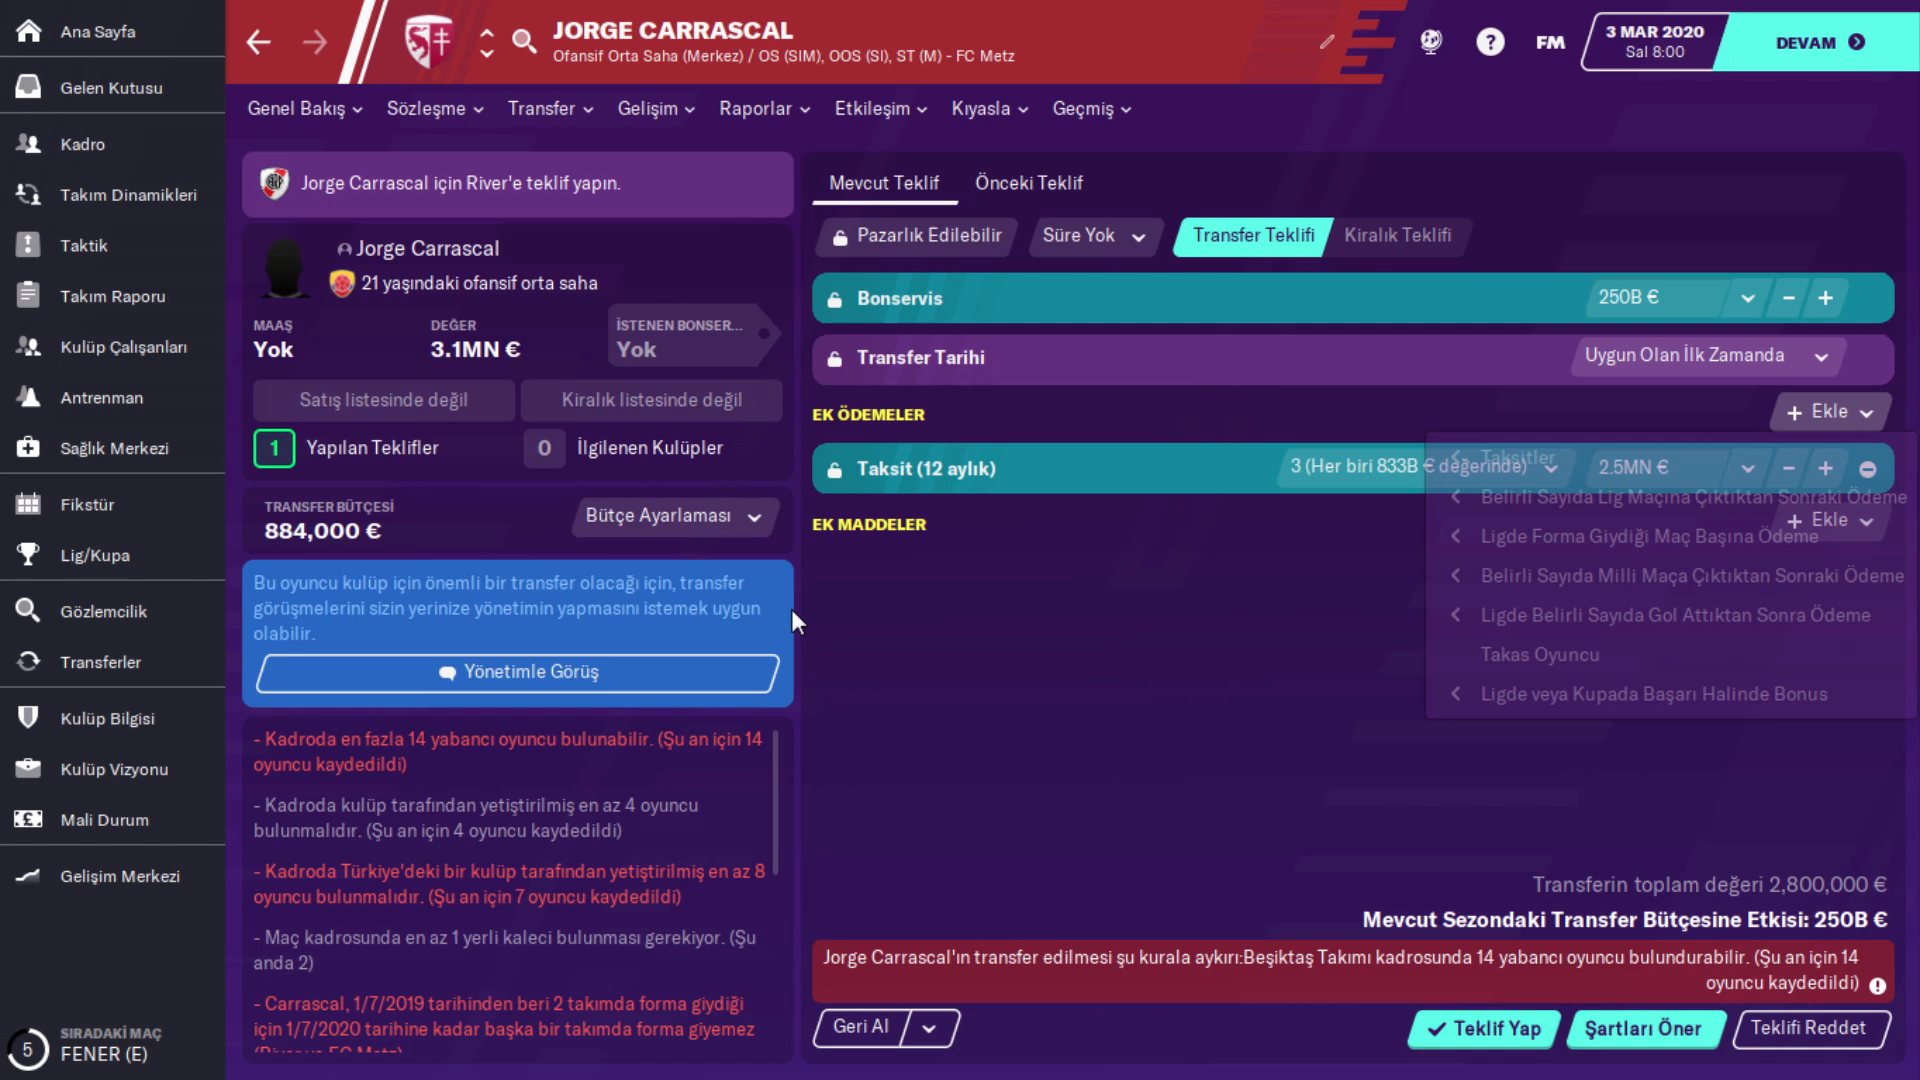 Ana Sayfa
Gelen Kutusu
Kadro
Takım Dinamikleri
Taktik
Takım Raporu
Kulüp Çalışanları
Antrenman
Sağlık Merkezi
Fikstür
Lig/Kupa
Gözlemcilik
Transferler
Kulüp Bilgisi
Kulüp Vizyonu
Mali Durum
Gelişim Merkezi
5
SIRADAKİ MAÇ
FENER (E)
JORGE CARRASCAL
Ofansif Orta Saha (Merkez) / OS (SIM), OOS (SI), ST (M) - FC Metz
FM
3 MAR 2020
Sal 8:00
DEVAM
Genel Bakış
Sözleşme
Transfer
Gelişim
Raporlar
Etkileşim
Kıyasla
Geçmiş
Jorge Carrascal için River'e teklif yapın.
Jorge Carrascal
21 yaşındaki ofansif orta saha
MAAŞ
Yok
DEĞER
3.1MN €
İSTENEN BONSER...
Yok
Satış listesinde değil
Kiralık listesinde değil
1 Yapılan Teklifler
0 İlgilenen Kulüpler
TRANSFER BÜTÇESİ
884,000 €
Bütçe Ayarlaması
Bu oyuncu kulüp için önemli bir transfer olacağı için, transfer
görüşmelerini sizin yerinize yönetimin yapmasını istemek uygun
olabilir.
Yönetimle Görüş
- Kadroda en fazla 14 yabancı oyuncu bulunabilir. (Şu an için 14
oyuncu kaydedildi)
- Kadroda kulüp tarafından yetiştirilmiş en az 4 oyuncu
bulunmalıdır. (Şu an için 4 oyuncu kaydedildi)
- Kadroda Türkiye'deki bir kulüp tarafından yetiştirilmiş en az 8
oyuncu bulunmalıdır. (Şu an için 7 oyuncu kaydedildi)
- Maç kadrosunda en az 1 yerli kaleci bulunması gerekiyor. (Şu
anda 2)
- Carrascal, 1/7/2019 tarihinden beri 2 takımda forma giydiği
için 1/7/2020 tarihine kadar başka bir takımda forma giyemez
Mevcut Teklif
Önceki Teklif
Pazarlık Edilebilir
Süre Yok
Transfer Teklifi
Kiralık Teklifi
Bonservis
250B €
Transfer Tarihi
Uygun Olan İlk Zamanda
EK ÖDEMELER
Ekle
Taksit (12 aylık)
3 (Her biri 833B € değerinde)
2.5MN €
EK MADDELER
Ekle
Taksitler
Belirli Sayıda Lig Maçına Çıktıktan Sonraki Ödeme
Ligde Forma Giydiği Maç Başına Ödeme
Belirli Sayıda Milli Maça Çıktıktan Sonraki Ödeme
Ligde Belirli Sayıda Gol Attıktan Sonra Ödeme
Takas Oyuncu
Ligde veya Kupada Başarı Halinde Bonus
Transferin toplam değeri 2,800,000 €
Mevcut Sezondaki Transfer Bütçesine Etkisi: 250B €
Jorge Carrascal'ın transfer edilmesi şu kurala aykırı:Beşiktaş Takımı kadrosunda 14 yabancı oyuncu bulundurabilir. (Şu an için 14
oyuncu kaydedildi)
Geri Al
Teklif Yap
Şartları Öner
Teklifi Reddet